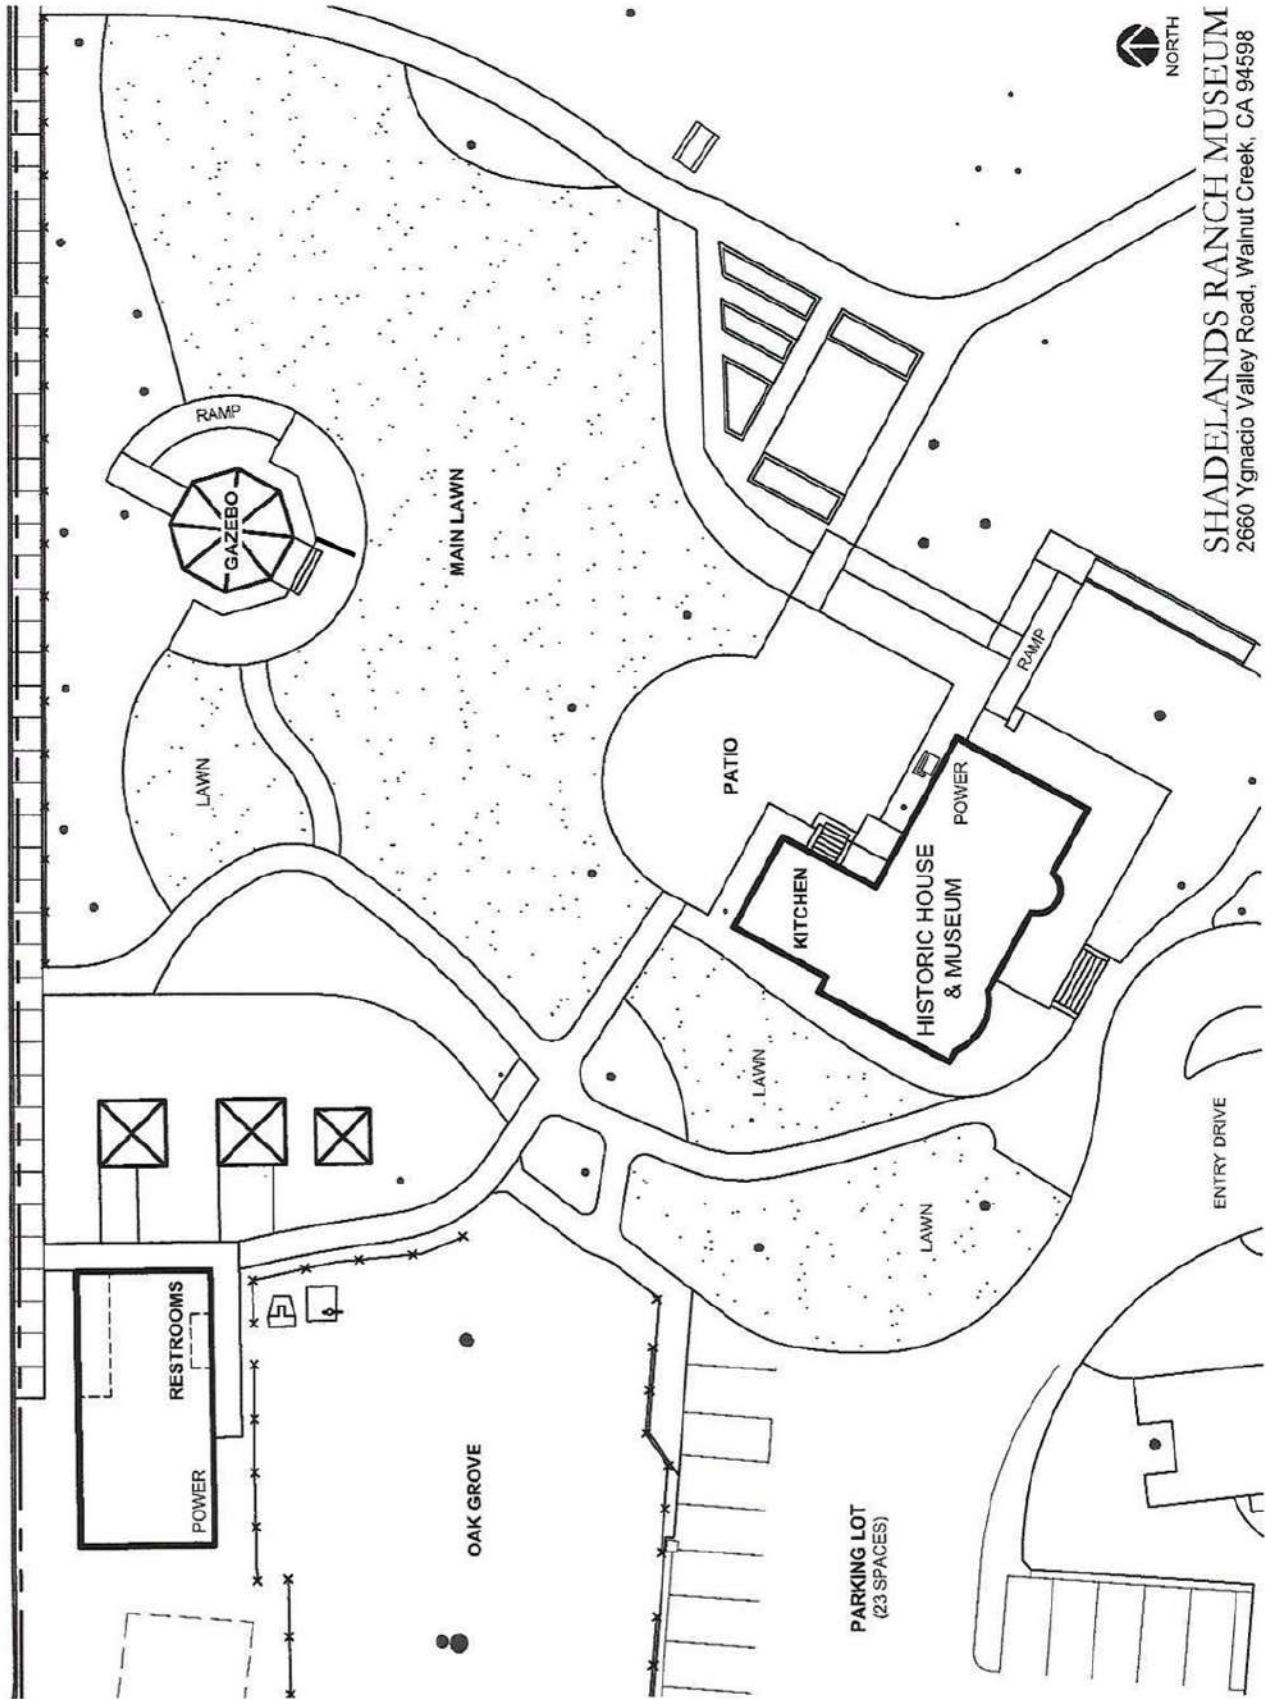 RESTROOMS
POWER
GAZEBO
RAMP
LAWN
MAIN LAWN
OAK GROVE
PATIO
KITCHEN
HISTORIC HOUSE
& MUSEUM
POWER
RAMP
LAWN
LAWN
PARKING LOT
(23 SPACES)
ENTRY DRIVE
NORTH
SHADELANDS RANCH MUSEUM
2660 Ygnacio Valley Road, Walnut Creek, CA 94598